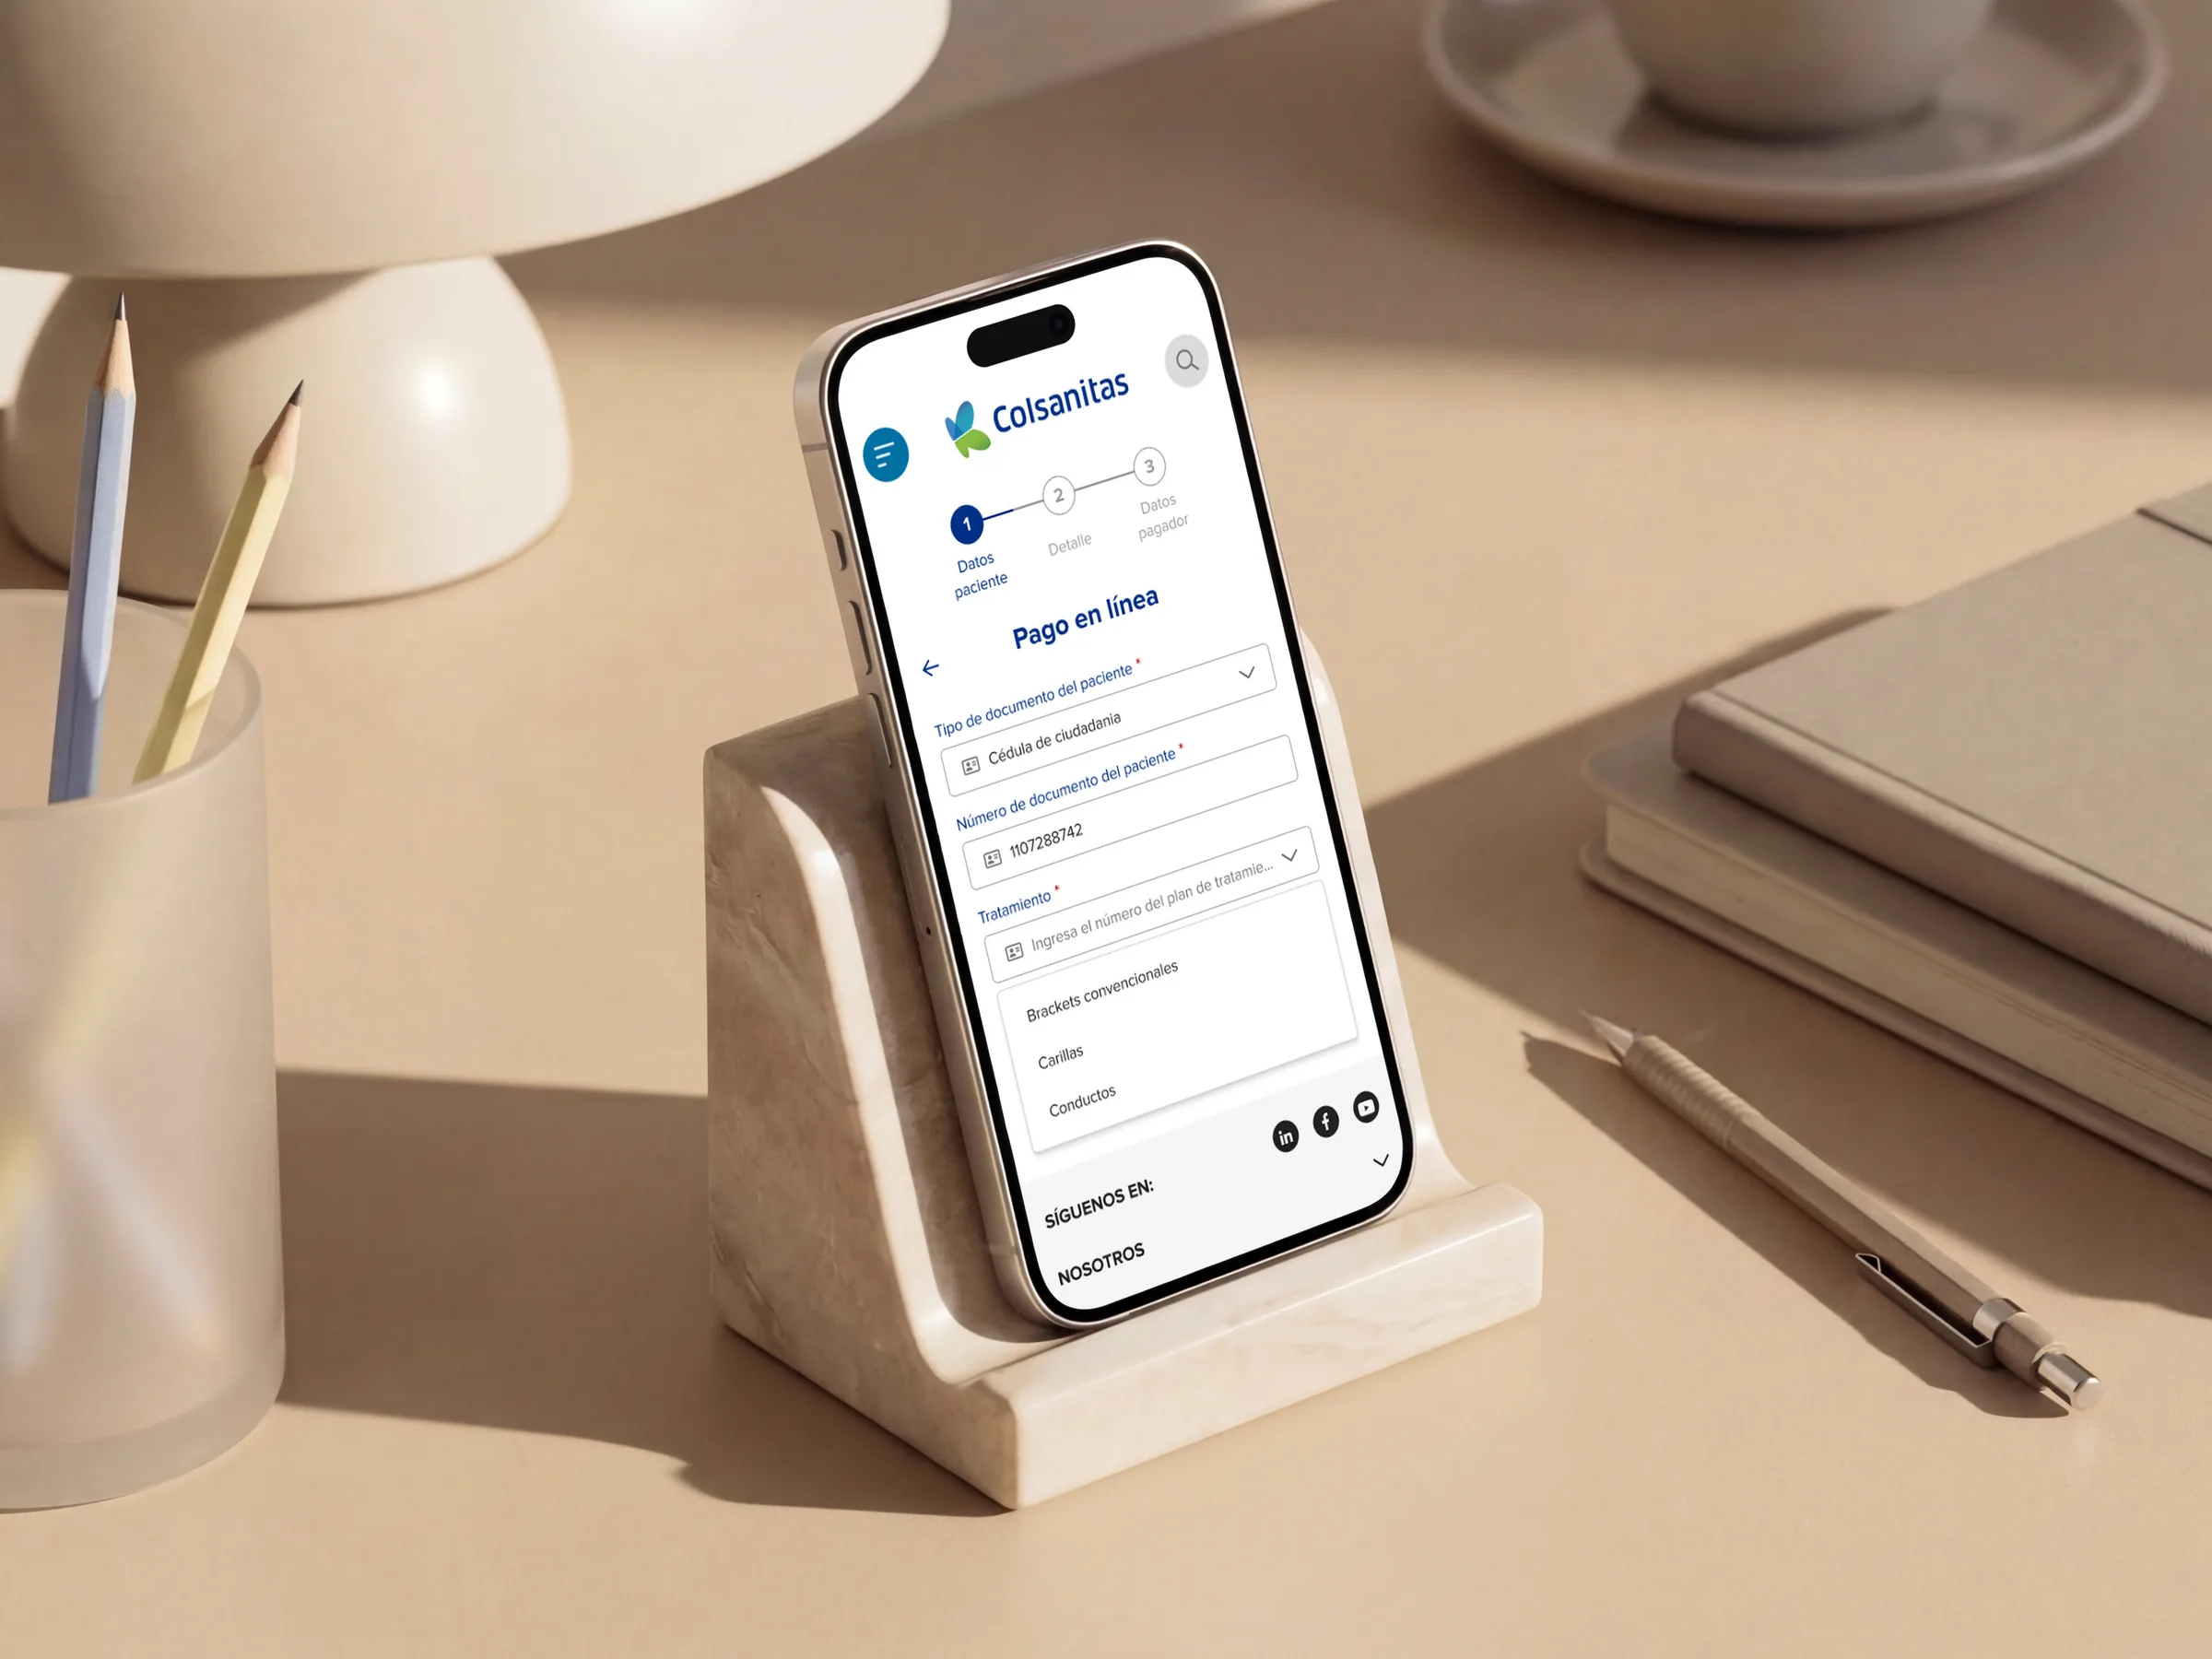 Colsanitas
1
2
3
Datos
paciente
Detalle
Datos
pagador
Pago en línea
Tipo de documento del paciente *
Cédula de ciudadania
Número de documento del paciente *
1107288742
Tratamiento *
Ingresa el número del plan de tratamie...
Brackets convencionales
Carillas
Conductos
in
f
SÍGUENOS EN:
NOSOTROS